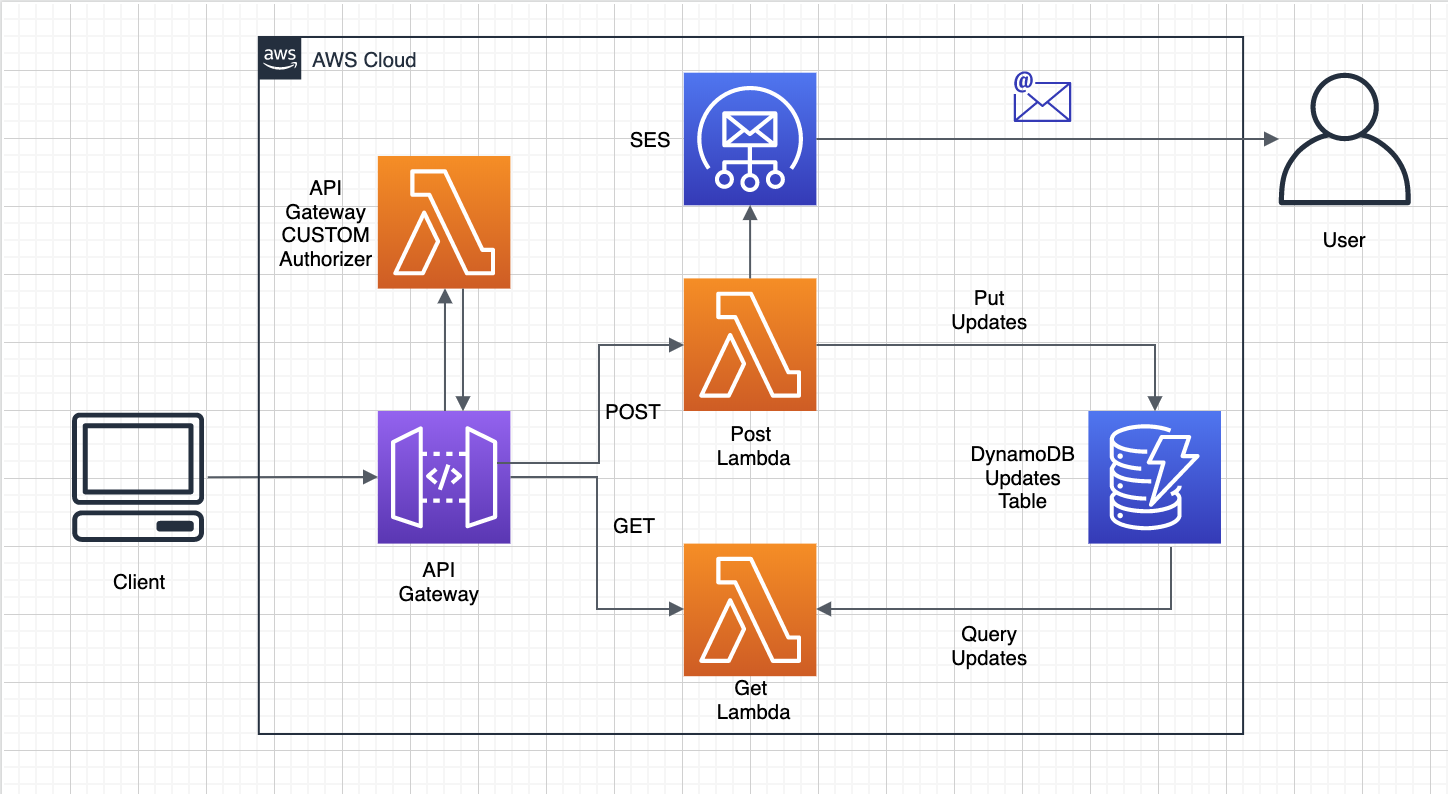 aws
AWS Cloud
@
SES
API
Gateway
CUSTOM
Authorizer
User
Put
Updates
POST
Post
Lambda
DynamoDB
Updates
Table
</>
GET
Client
API
Gateway
Query
Updates
Get
Lambda